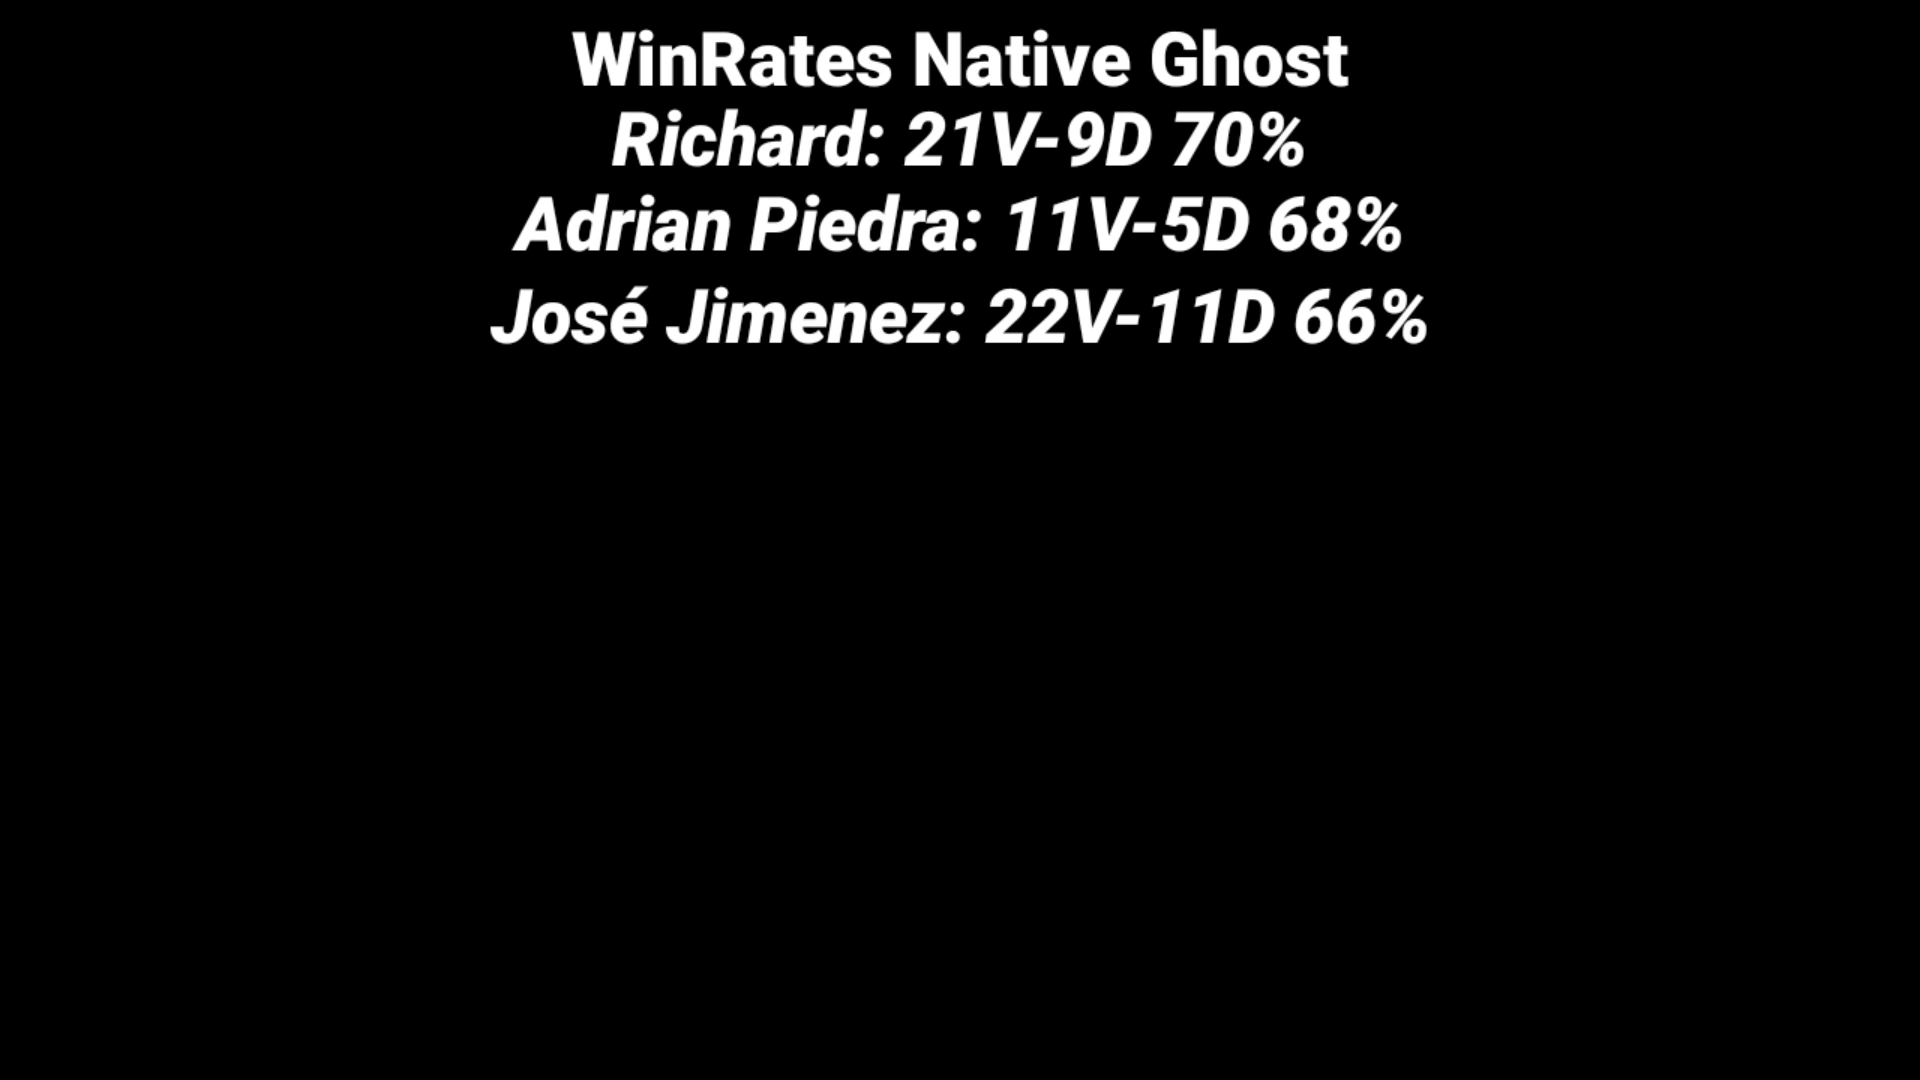 WinRates Native Ghost
Richard: 21V-9D 70%
Adrian Piedra: 11V-5D 68%
José Jimenez: 22V-11D 66%